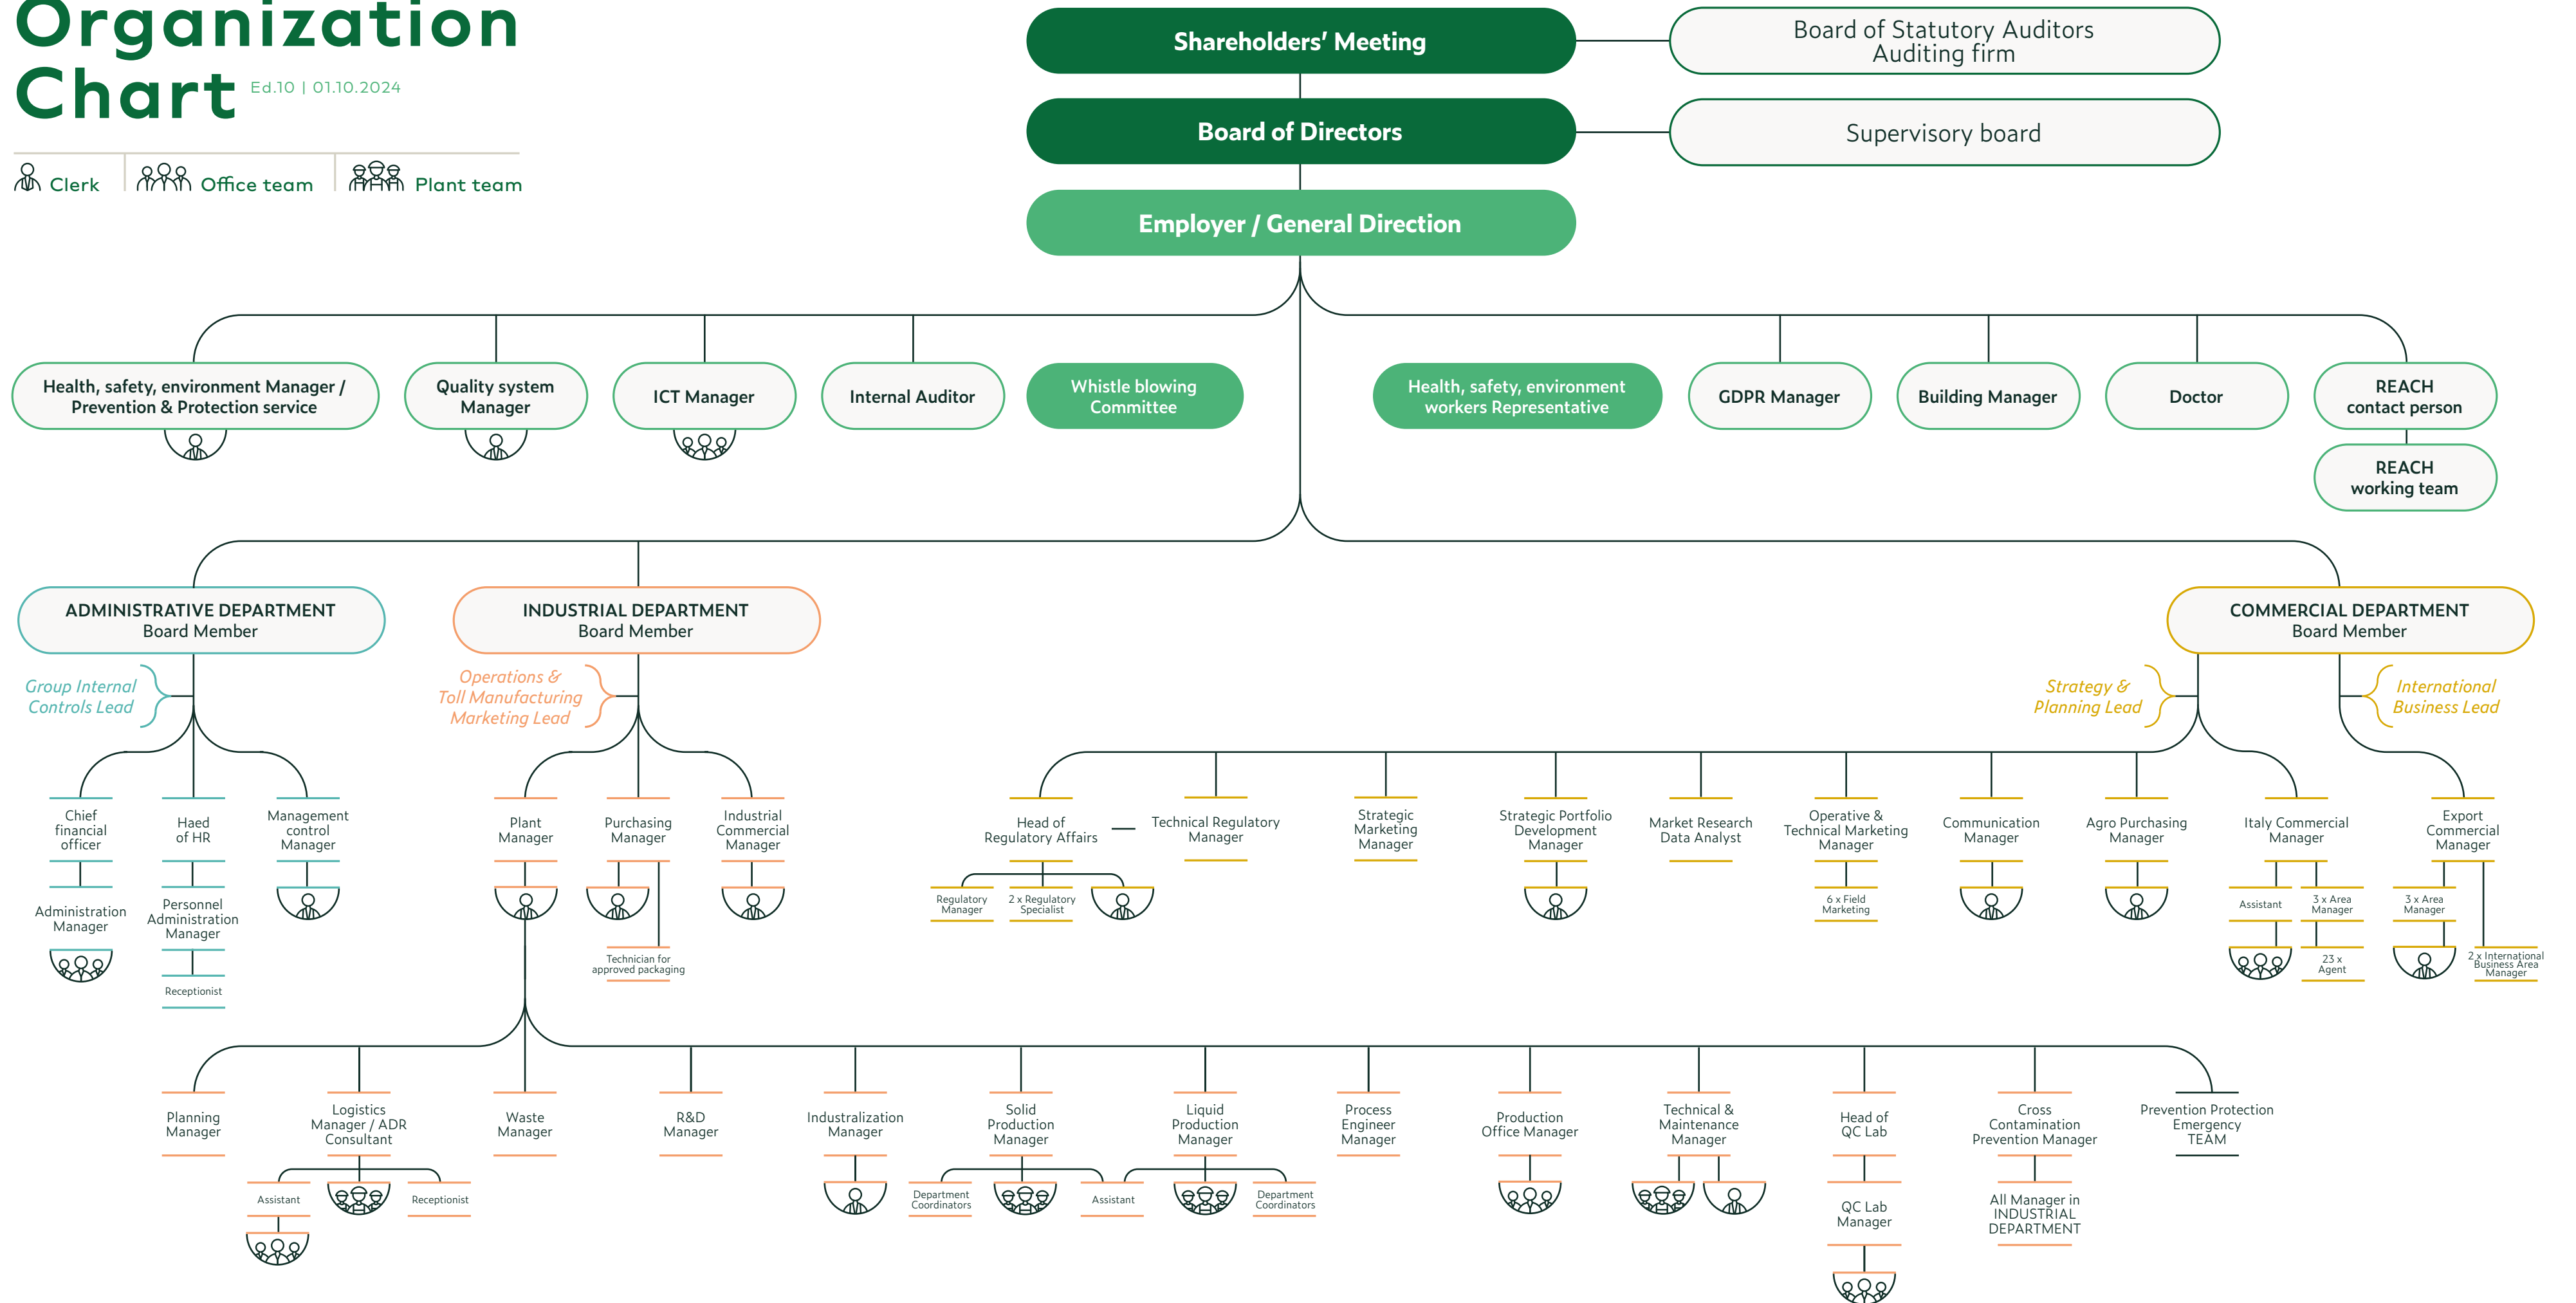 Organization
Chart Ed.10 | 01.10.2024
Clerk
Office team
Plant team
Shareholders' Meeting
Board of Statutory Auditors
Auditing firm
Board of Directors
Supervisory board
Employer / General Direction
Health, safety, environment Manager /
Prevention & Protection service
Quality system
Manager
ICT Manager
Internal Auditor
Whistle blowing
Committee
Health, safety, environment
workers Representative
GDPR Manager
Building Manager
Doctor
REACH
contact person
REACH
working team
ADMINISTRATIVE DEPARTMENT
Board Member
INDUSTRIAL DEPARTMENT
Board Member
COMMERCIAL DEPARTMENT
Board Member
Group Internal
Controls Lead
Operations &
Toll Manufacturing
Marketing Lead
Strategy &
Planning Lead
International
Business Lead
Chief
financial
officer
Haed
of HR
Management
control
Manager
Plant
Manager
Purchasing
Manager
Industrial
Commercial
Manager
Head of
Regulatory Affairs
Technical Regulatory
Manager
Strategic
Marketing
Manager
Strategic Portfolio
Development
Manager
Market Research
Data Analyst
Operative &
Technical Marketing
Manager
Communication
Manager
Agro Purchasing
Manager
Italy Commercial
Manager
Export
Commercial
Manager
Administration
Manager
Personnel
Administration
Manager
Receptionist
Technician for
approved packaging
Regulatory
Manager
2 x Regulatory
Specialist
6 x Field
Marketing
Assistant
3 x Area
Manager
23 x
Agent
3 x Area
Manager
2 x International
Business Area
Manager
Planning
Manager
Logistics
Manager / ADR
Consultant
Waste
Manager
R&D
Manager
Industralization
Manager
Solid
Production
Manager
Liquid
Production
Manager
Process
Engineer
Manager
Production
Office Manager
Technical &
Maintenance
Manager
Head of
QC Lab
Cross
Contamination
Prevention Manager
Prevention Protection
Emergency
TEAM
Assistant
Receptionist
Department
Coordinators
Assistant
Department
Coordinators
QC Lab
Manager
All Manager in
INDUSTRIAL
DEPARTMENT